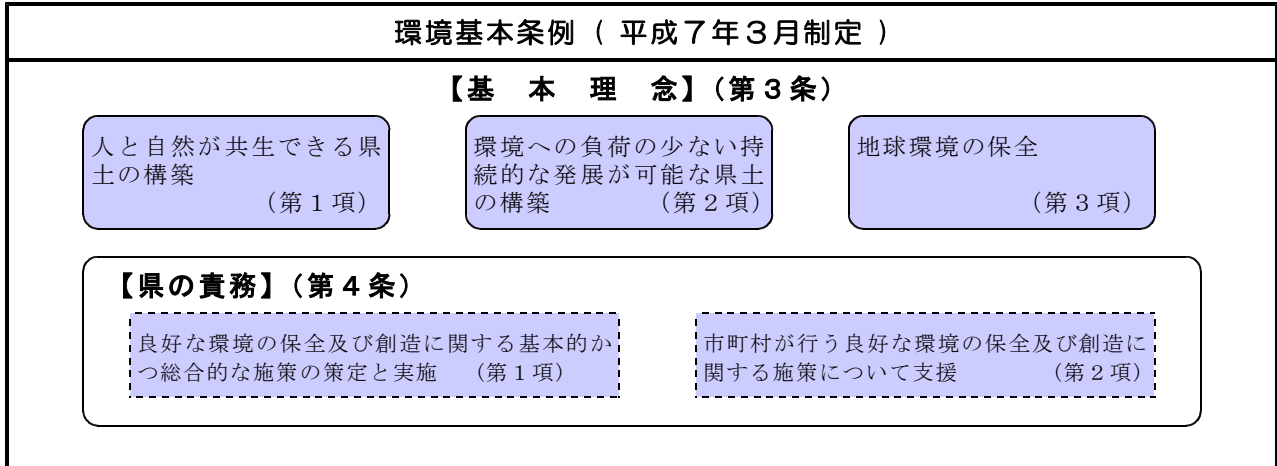 環境基本条例（平成７年３月制定）
【基　本　理　念】（第３条）
人と自然が共生できる県
土の構築
（第１項）
環境への負荷の少ない持
続的な発展が可能な県土
の構築　　　（第２項）
地球環境の保全
（第３項）
【県の責務】（第４条）
良好な環境の保全及び創造に関する基本的か
つ総合的な施策の策定と実施　（第１項）
市町村が行う良好な環境の保全及び創造に
関する施策について支援　　　（第２項）